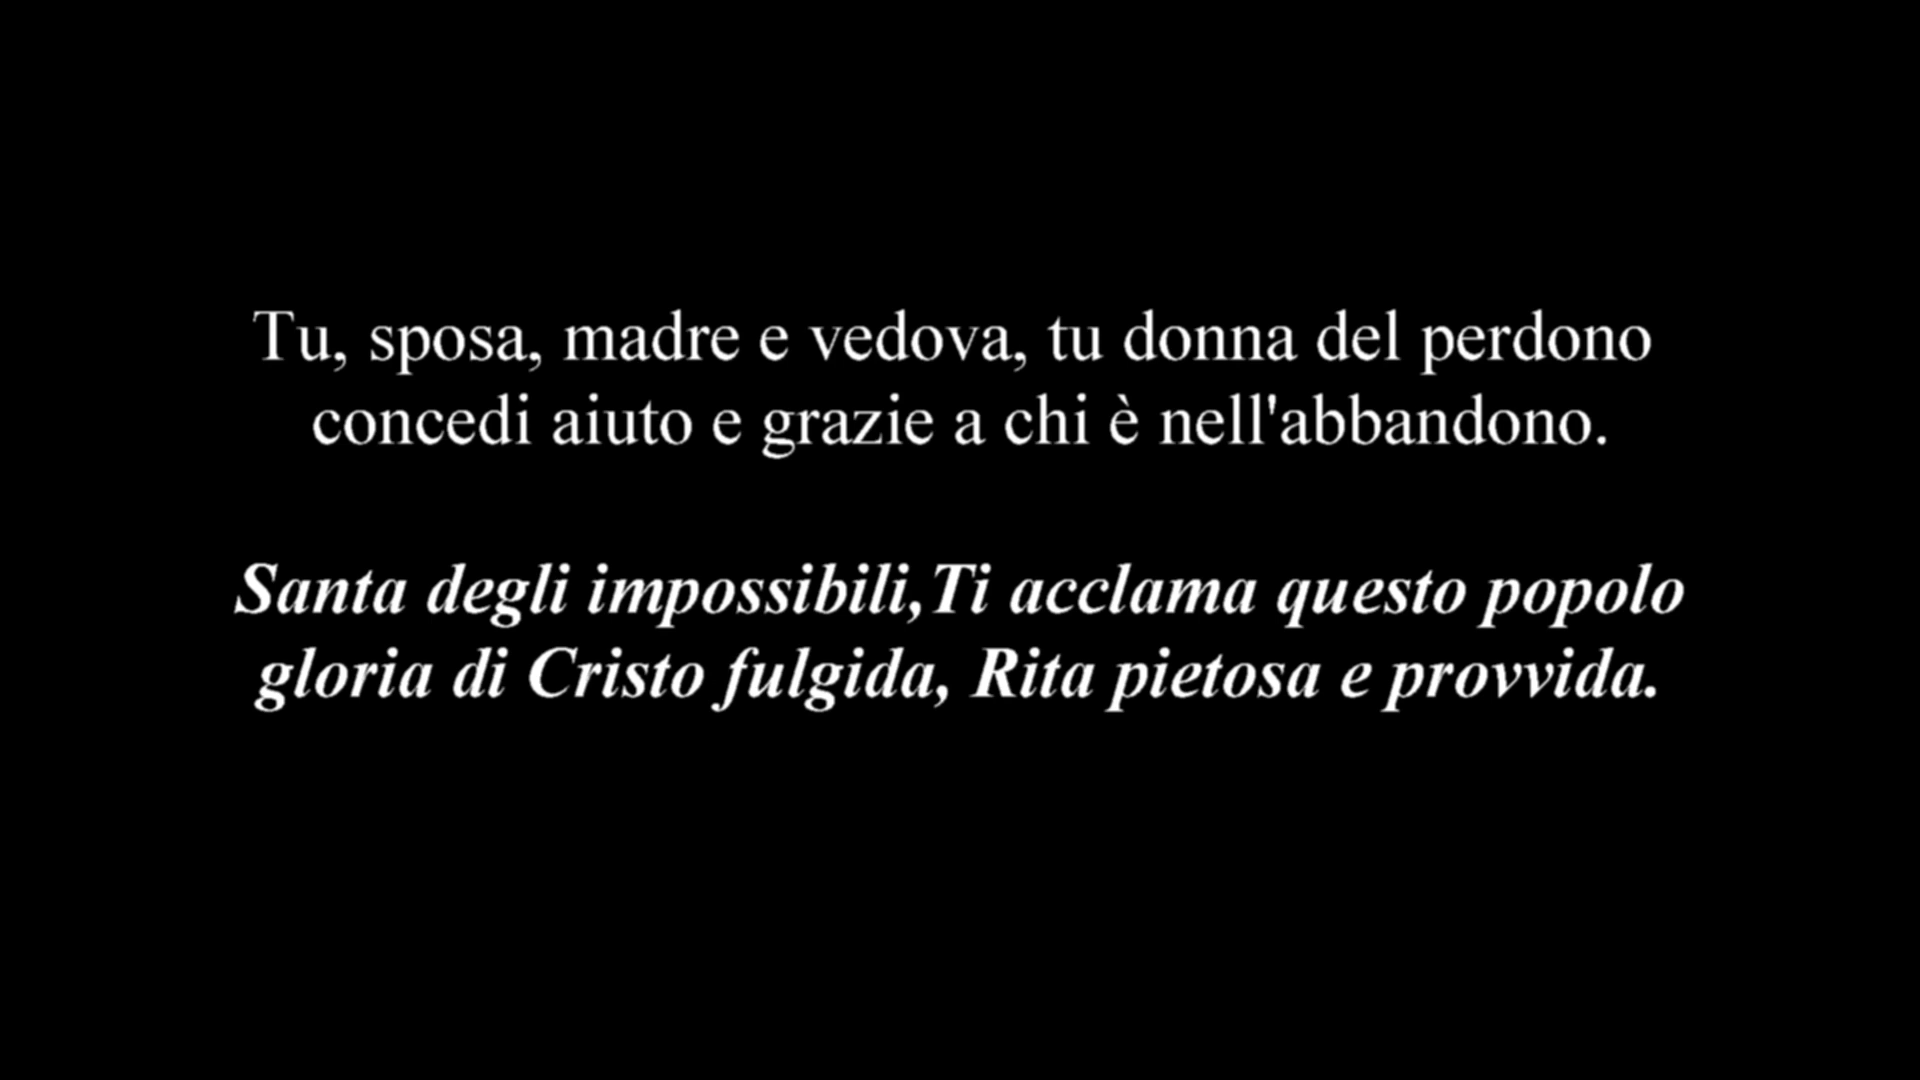 Tu, sposa, madre e vedova, tu donna del perdono
concedi aiuto e grazie a chi è nell'abbandono.
Santa degli impossibili,Ti acclama questo popolo
gloria di Cristo fulgida, Rita pietosa e provvida.